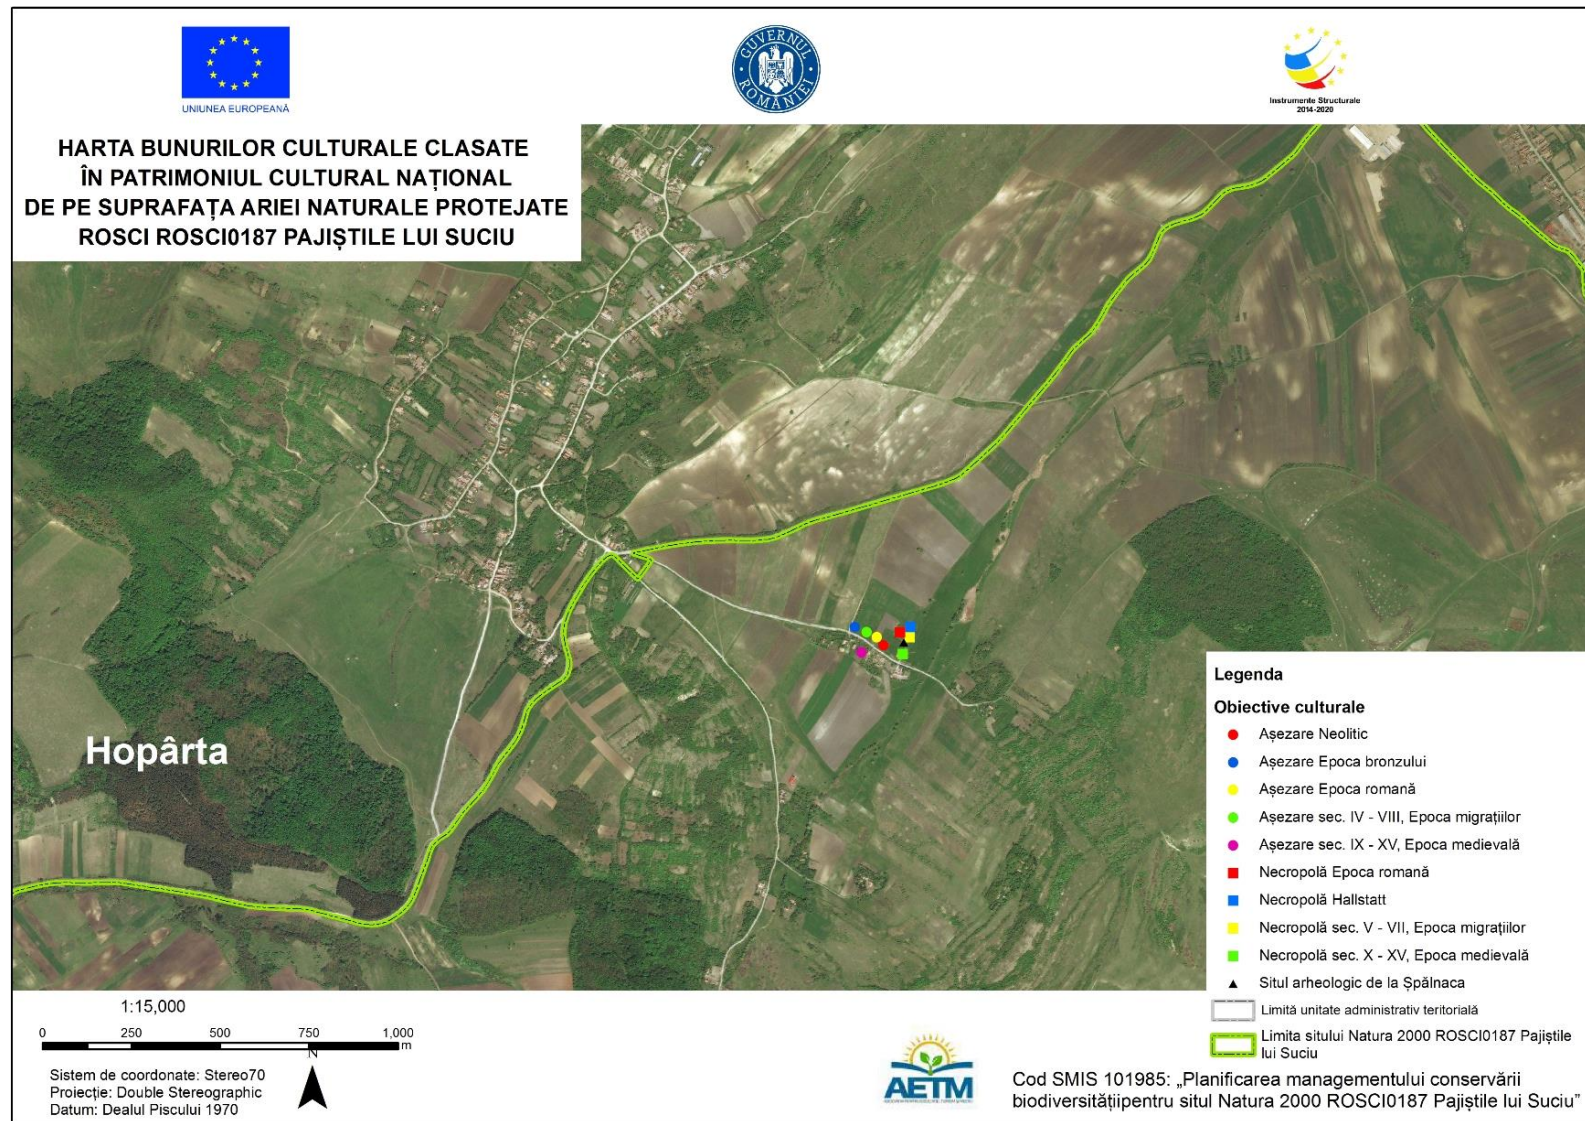 UNIUNEA EUROPEANĂ
GUVERNUL ROMÂNIEI
Instrumente Structurale
2014-2020
HARTA BUNURILOR CULTURALE CLASATE
ÎN PATRIMONIUL CULTURAL NAȚIONAL
DE PE SUPRAFAȚA ARIEI NATURALE PROTEJATE
ROSCI ROSCI0187 PAJIȘTILE LUI SUCIU
Hopârta
Legenda
Obiective culturale
Așezare Neolitic
Așezare Epoca bronzului
Așezare Epoca romană
Așezare sec. IV - VIII, Epoca migrațiilor
Așezare sec. IX - XV, Epoca medievală
Necropolă Epoca romană
Necropolă Hallstatt
Necropolă sec. V - VII, Epoca migrațiilor
Necropolă sec. X - XV, Epoca medievală
Situl arheologic de la Șpălnaca
Limită unitate administrativ teritorială
Limita sitului Natura 2000 ROSCI0187 Pajiștile
lui Suciu
1:15,000
0 250 500 750 1,000
m
N
Sistem de coordonate: Stereo70
Proiecție: Double Stereographic
Datum: Dealul Piscului 1970
AETM
Cod SMIS 101985: „Planificarea managementului conservării
biodiversitățiipentru situl Natura 2000 ROSCI0187 Pajiștile lui Suciu”